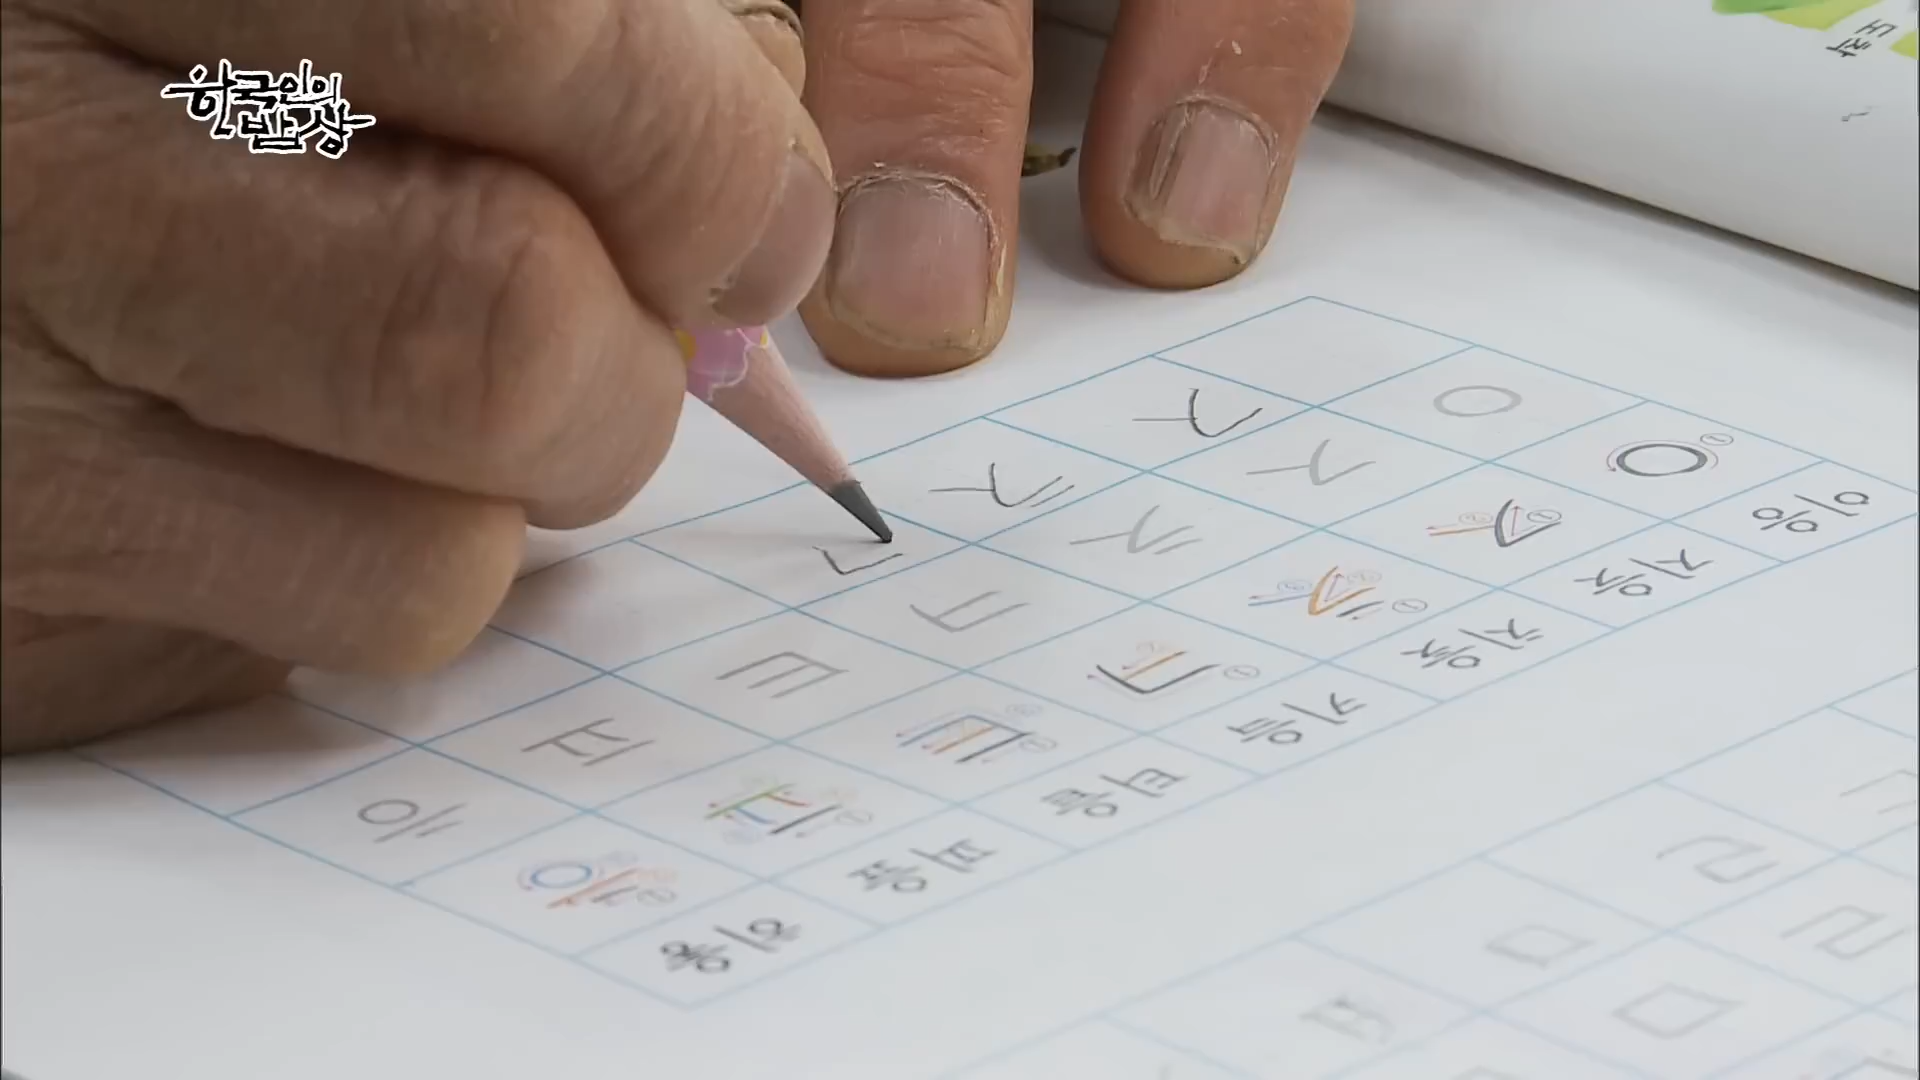 한국인의
밥상
이응 지읒 치읓 키읔 티읕 피읖 히읗
ㅇ ㅈ ㅊ ㅋ ㅌ ㅍ ㅎ
ㅇ ㅈ ㅊ ㅋ ㅌ ㅍ ㅎ
ㅈ ㅊ ㄱ
ㄹ ㅁ
ㄹ ㅁ ㅂ